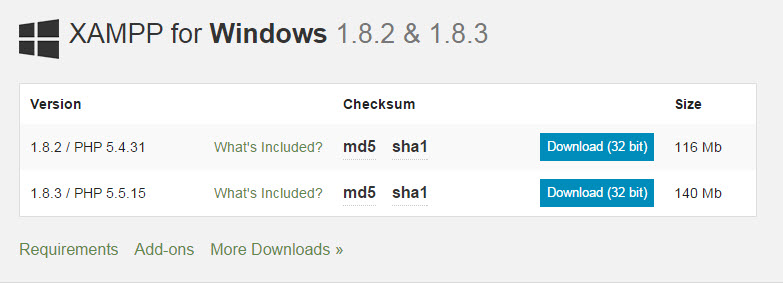 XAMPP for Windows 1.8.2 & 1.8.3
Version Checksum Size
1.8.2 / PHP 5.4.31 What's Included? md5 sha1 Download (32 bit) 116 Mb
1.8.3 / PHP 5.5.15 What's Included? md5 sha1 Download (32 bit) 140 Mb
Requirements Add-ons More Downloads »